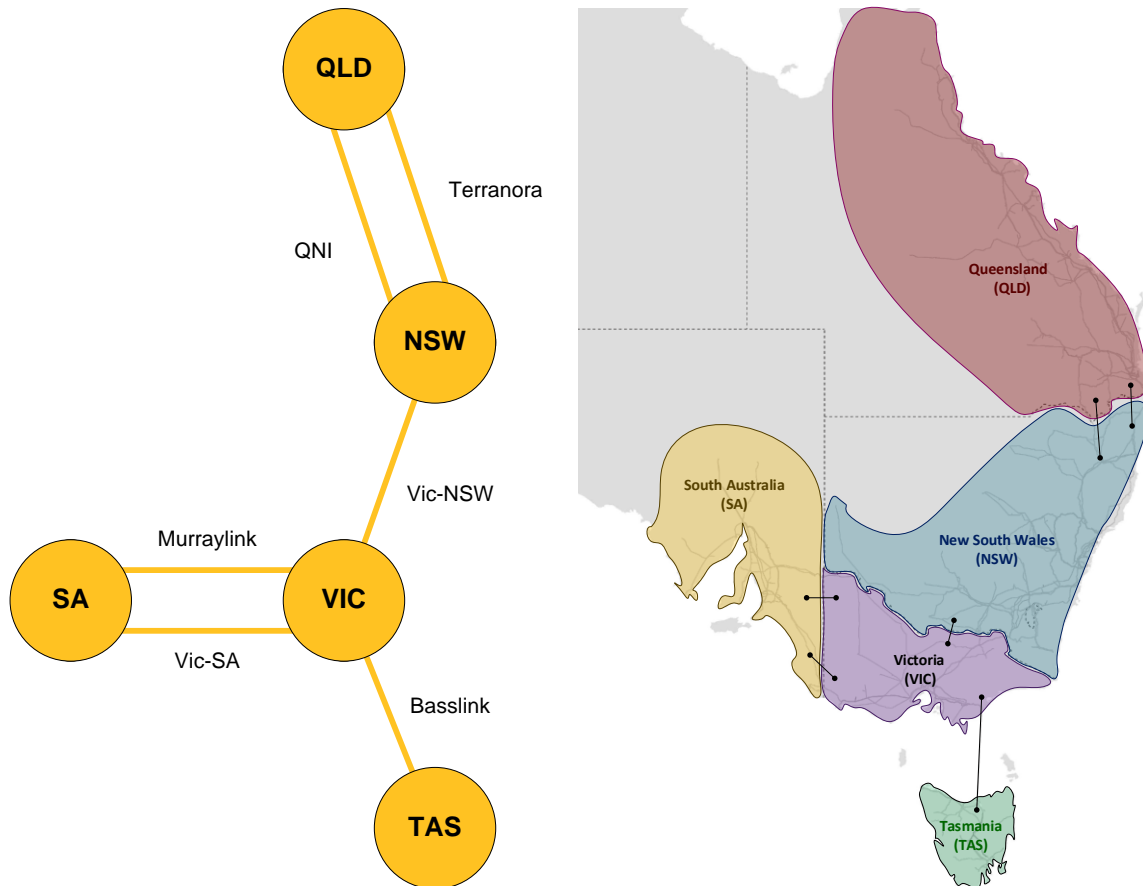 QLD
Terranora
QNI
NSW
Vic-NSW
Murraylink
SA
VIC
Vic-SA
Basslink
TAS
Queensland
(QLD)
South Australia
(SA)
New South Wales
(NSW)
Victoria
(VIC)
Tasmania
(TAS)